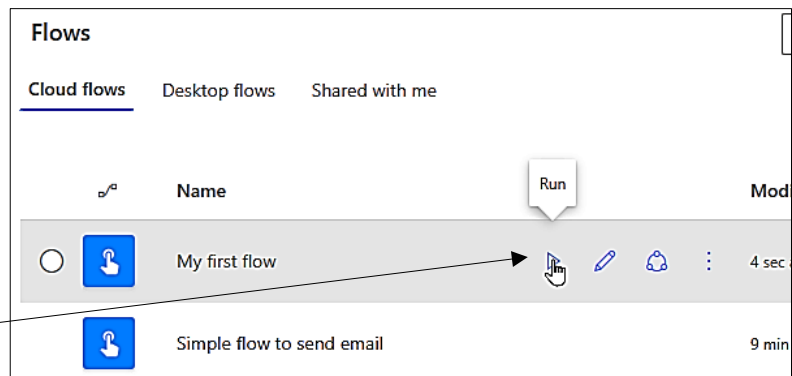 Flows
Cloud flows Desktop flows Shared with me
Run
Name Modi
My first flow 4 sec a
Simple flow to send email 9 min